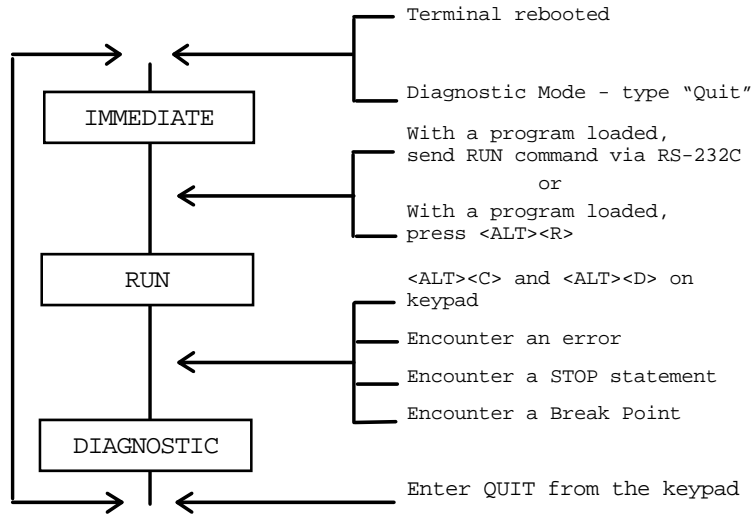 Terminal rebooted
Diagnostic Mode - type “Quit”
IMMEDIATE
With a program loaded,
send RUN command via RS-232C
or
With a program loaded,
press <ALT><R>
RUN
<ALT><C> and <ALT><D> on
keypad
Encounter an error
Encounter a STOP statement
Encounter a Break Point
DIAGNOSTIC
Enter QUIT from the keypad